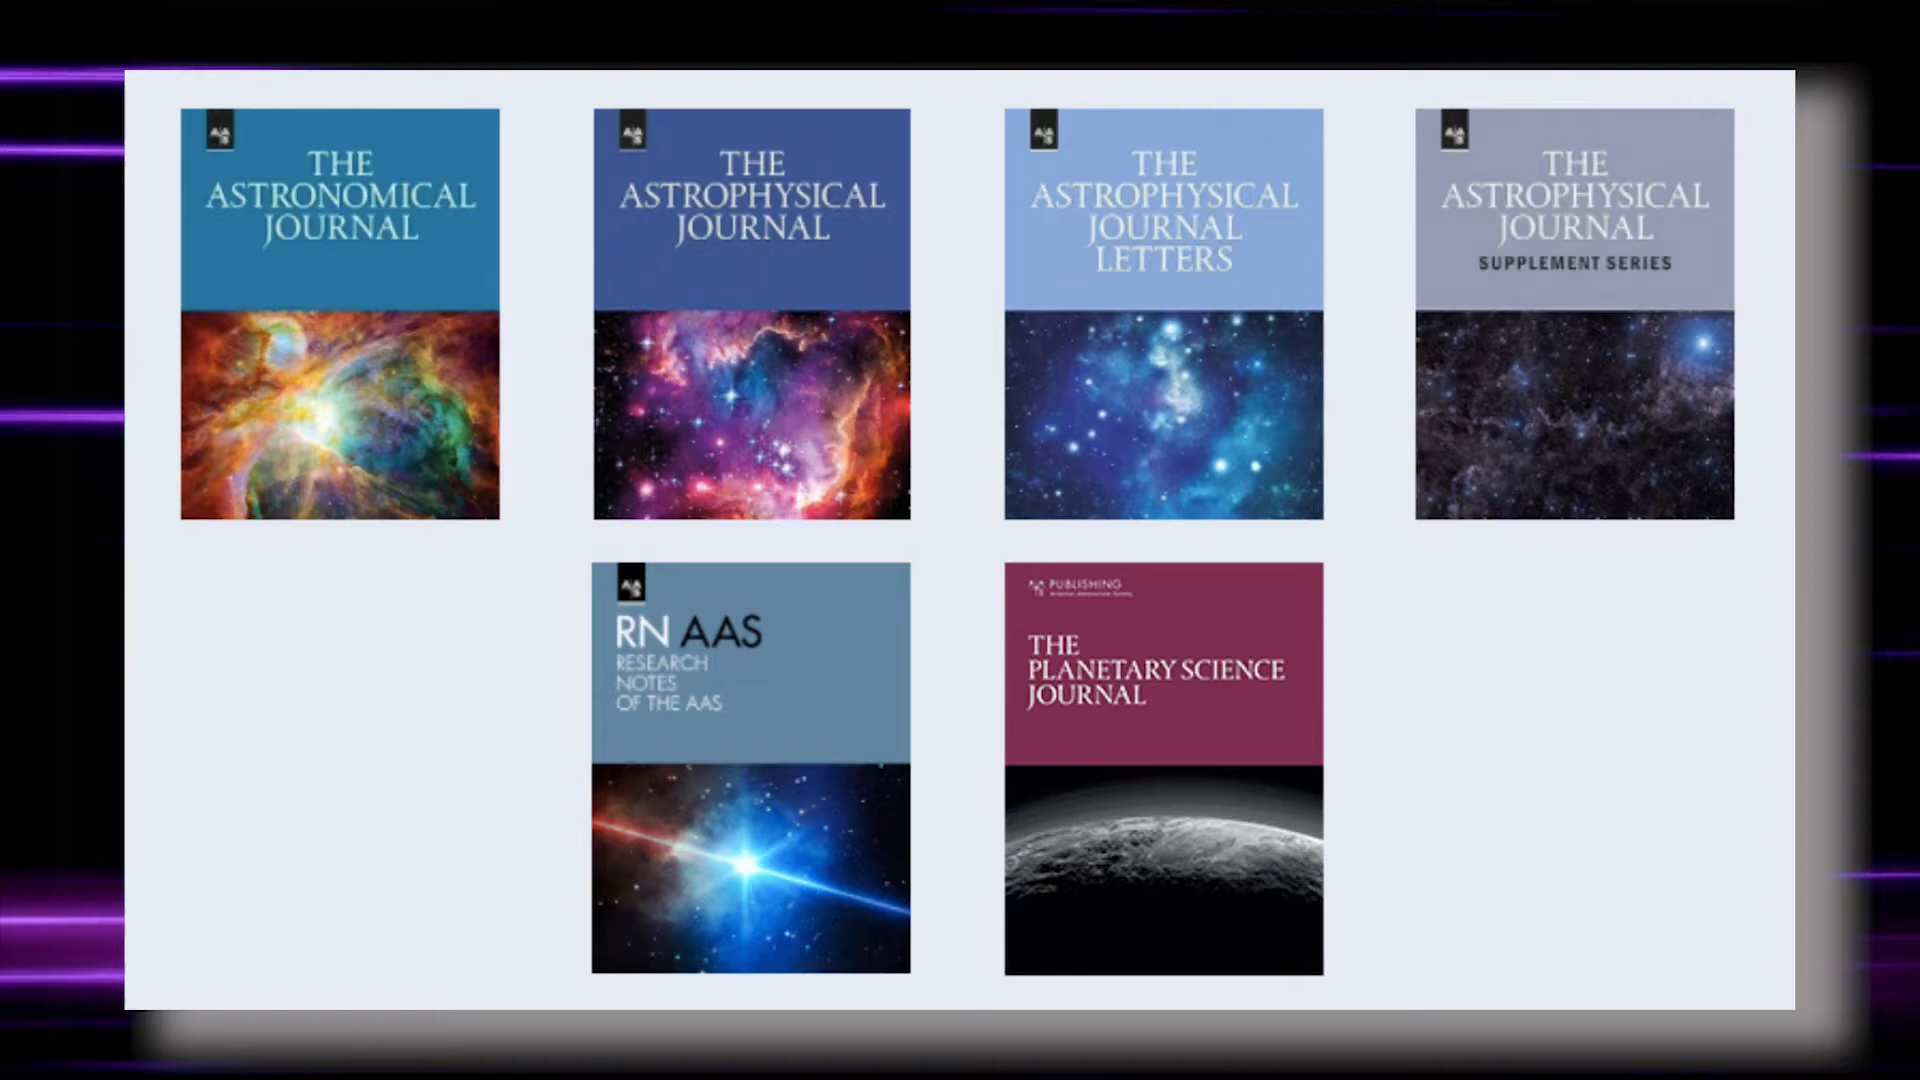 THE
ASTRONOMICAL
JOURNAL
THE
ASTROPHYSICAL
JOURNAL
THE
ASTROPHYSICAL
JOURNAL
LETTERS
THE
ASTROPHYSICAL
JOURNAL
SUPPLEMENT SERIES
RN AAS
RESEARCH
NOTES
OF THE AAS
PUBLISHING
THE
PLANETARY SCIENCE
JOURNAL